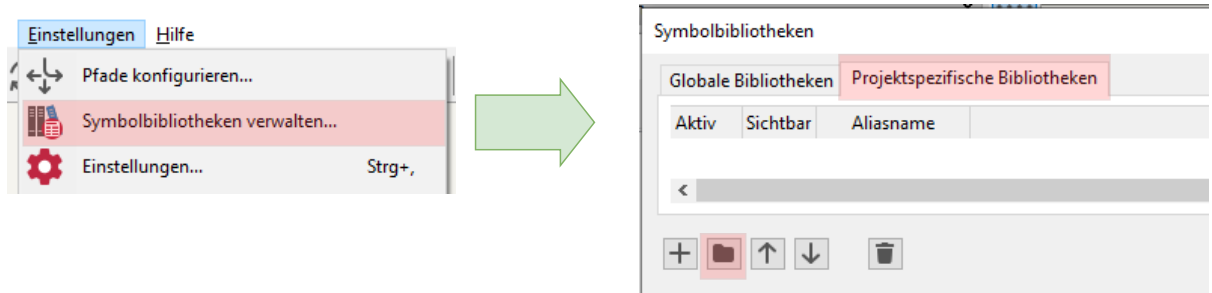 Einstellungen Hilfe
Pfade konfigurieren...
Symbolbibliotheken verwalten...
Einstellungen... Strg+,
Symbolbibliotheken
Globale Bibliotheken Projektspezifische Bibliotheken
Aktiv Sichtbar Aliasname